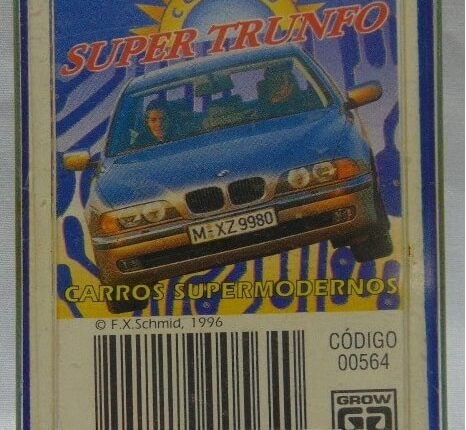 SUPER TRUNFO
M-XZ 9980
CARROS SUPERMODERNOS
© F.X.Schmid, 1996
CÓDIGO
00564
GROW